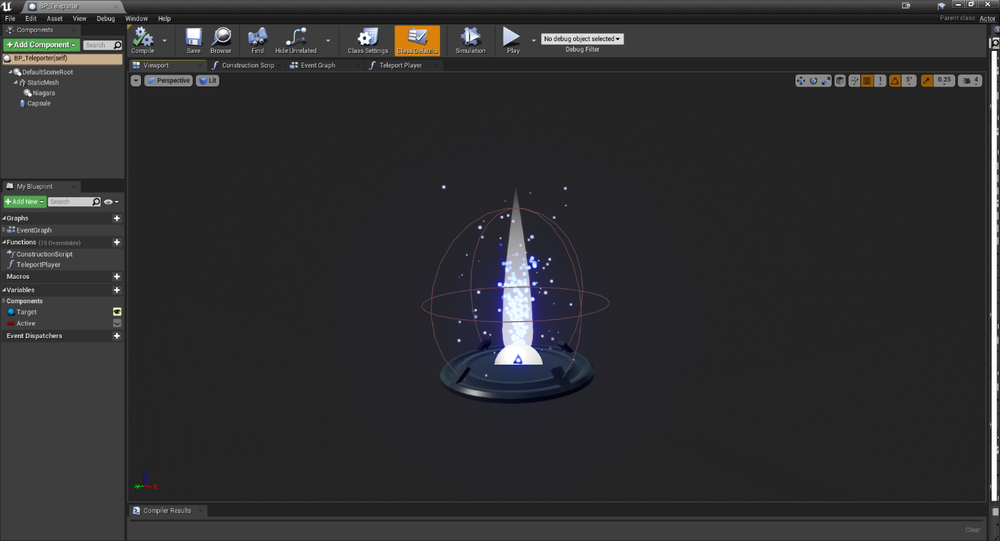 BP_Teleporter
File Edit Asset View Debug Window Help
Parent class: Actor
Components
+Add Component
Search
BP_Teleporter(self)
DefaultSceneRoot
StaticMesh
Niagara
Capsule
My Blueprint
+Add New
Search
Graphs
EventGraph
Functions (19 Overridable)
ConstructionScript
TeleportPlayer
Macros
Variables
Components
Target
Active
Event Dispatchers
Compile
Save
Browse
Find
Hide Unrelated
Class Settings
Class Defaults
Simulation
Play
No debug object selected
Debug Filter
Viewport
Construction Scrip
Event Graph
Teleport Player
Perspective
Lit
1
5°
0.25
4
Y X
Compiler Results
Clear